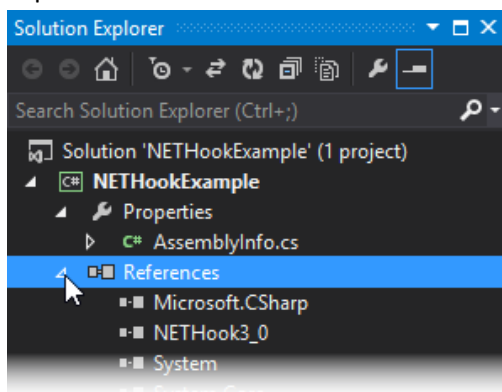 Solution Explorer
Search Solution Explorer (Ctrl+;)
Solution 'NETHookExample' (1 project)
C# NETHookExample
Properties
C# AssemblyInfo.cs
References
Microsoft.CSharp
NETHook3_0
System